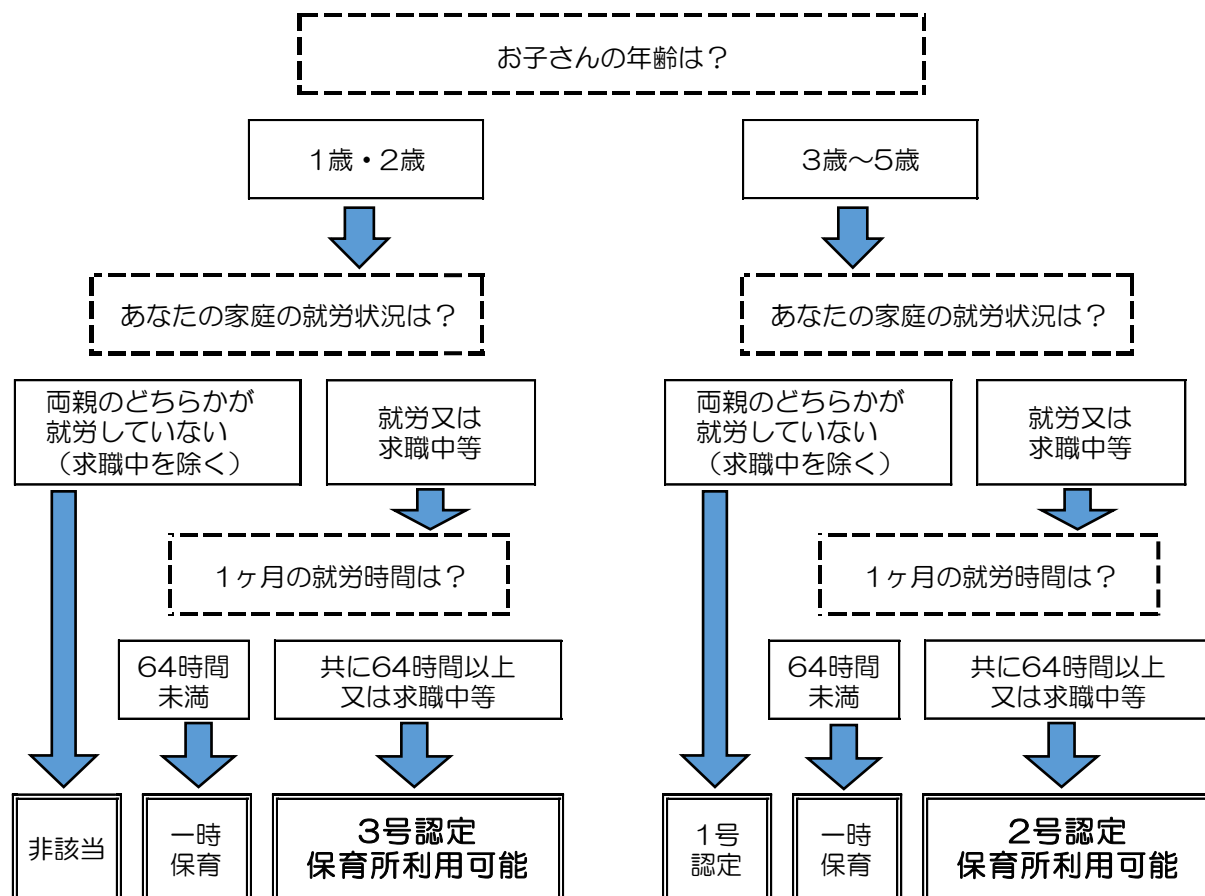 お子さんの年齢は？
1歳・2歳
3歳～5歳
あなたの家庭の就労状況は？
あなたの家庭の就労状況は？
両親のどちらかが
就労していない
（求職中を除く）
就労又は
求職中等
両親のどちらかが
就労していない
（求職中を除く）
就労又は
求職中等
1ヶ月の就労時間は？
1ヶ月の就労時間は？
64時間
未満
共に64時間以上
又は求職中等
64時間
未満
共に64時間以上
又は求職中等
非該当
一時
保育
3号認定
保育所利用可能
1号
認定
一時
保育
2号認定
保育所利用可能